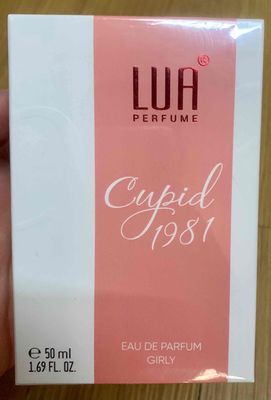 LUA
PERFUME
Cupid
1981
EAU DE PARFUM
GIRLY
℮ 50 ml
1.69 FL. OZ.